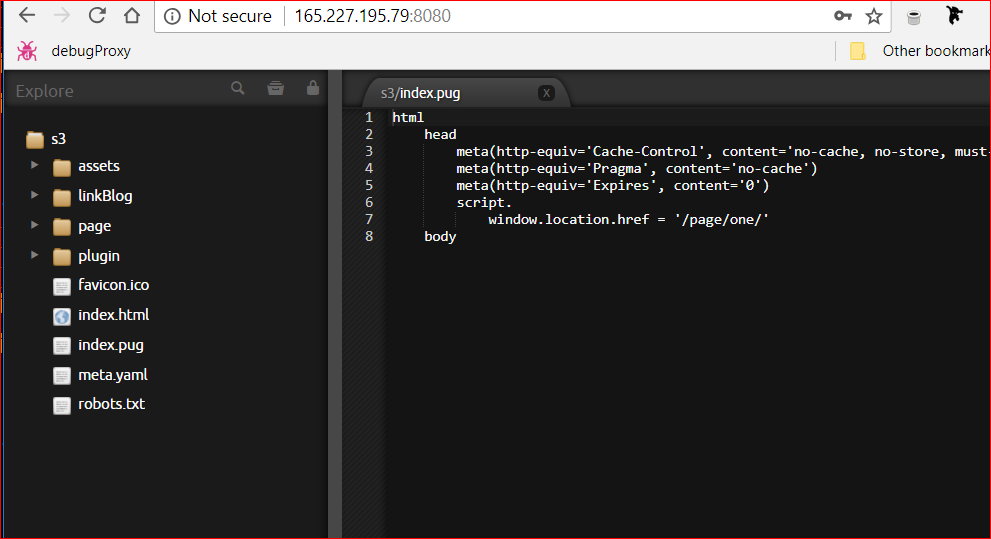 Not secure 165.227.195.79:8080
debugProxy Other bookmark
Explore
s3/index.pug X
s3
assets
linkBlog
page
plugin
favicon.ico
index.html
index.pug
meta.yaml
robots.txt
1 html
2 head
3 meta(http-equiv='Cache-Control', content='no-cache, no-store, must-
4 meta(http-equiv='Pragma', content='no-cache')
5 meta(http-equiv='Expires', content='0')
6 script.
7 window.location.href = '/page/one/'
8 body